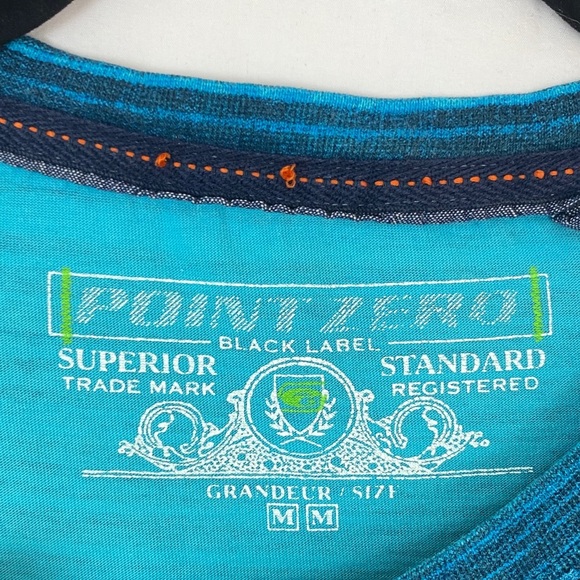 POINT ZERO
BLACK LABEL
SUPERIOR STANDARD
TRADE MARK REGISTERED
GRANDEUR / SIZE
M M